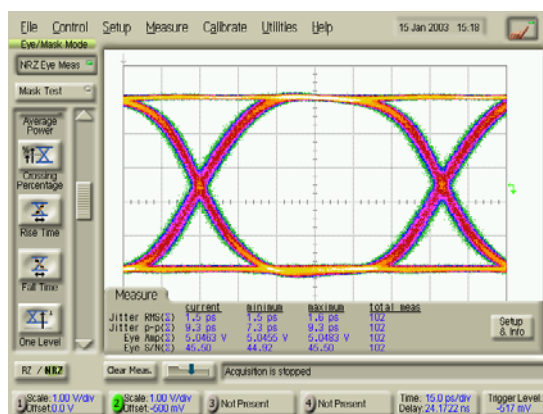 File Control Setup Measure Calibrate Utilities Help 15 Jan 2003 15:18
Eye/Mask Mode
NRZ Eye Meas
Mask Test
Average
Power
Crossing
Percentage
Rise Time
Fall Time
One Level
Measure
current minimum maximum total meas
Jitter RMS(2) 1.5 ps 1.5 ps 1.6 ps 102
Jitter p-p(2) 9.3 ps 7.3 ps 9.3 ps 102
Eye Amp(2) 5.0463 V 5.0455 V 5.0483 V 102
Eye S/N(2) 45.50 44.92 45.50 102
Setup
& Info
RZ / NRZ
Clear Meas.
Acquisition is stopped
1 Scale: 1.00 V/div
Offset: 0.0 V
2 Scale: 1.00 V/div
Offset: -500 mV
3 Not Present
4 Not Present
Time: 15.0 ps/div
Delay: 24.1722 ns
Trigger Level:
-517 mV